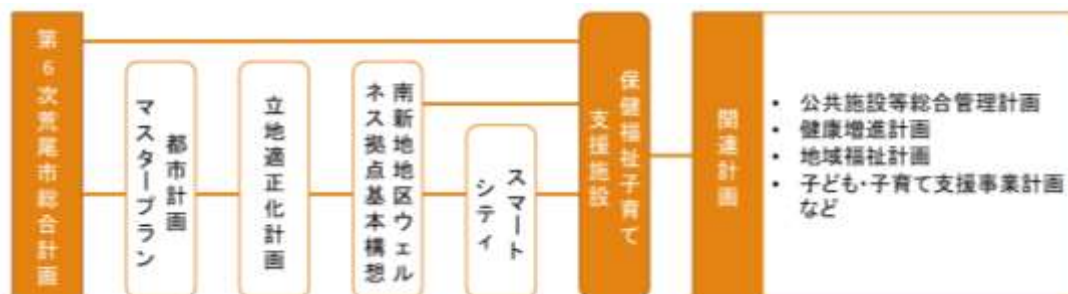 第6次荒尾市総合計画
都市計画
マスタープラン
立地適正化計画
南新地地区ウェル
ネス拠点基本構想
スマート
シティ
保健福祉子育て
支援施設
関連計画
• 公共施設等総合管理計画
• 健康増進計画
• 地域福祉計画
• 子ども・子育て支援事業計画
など